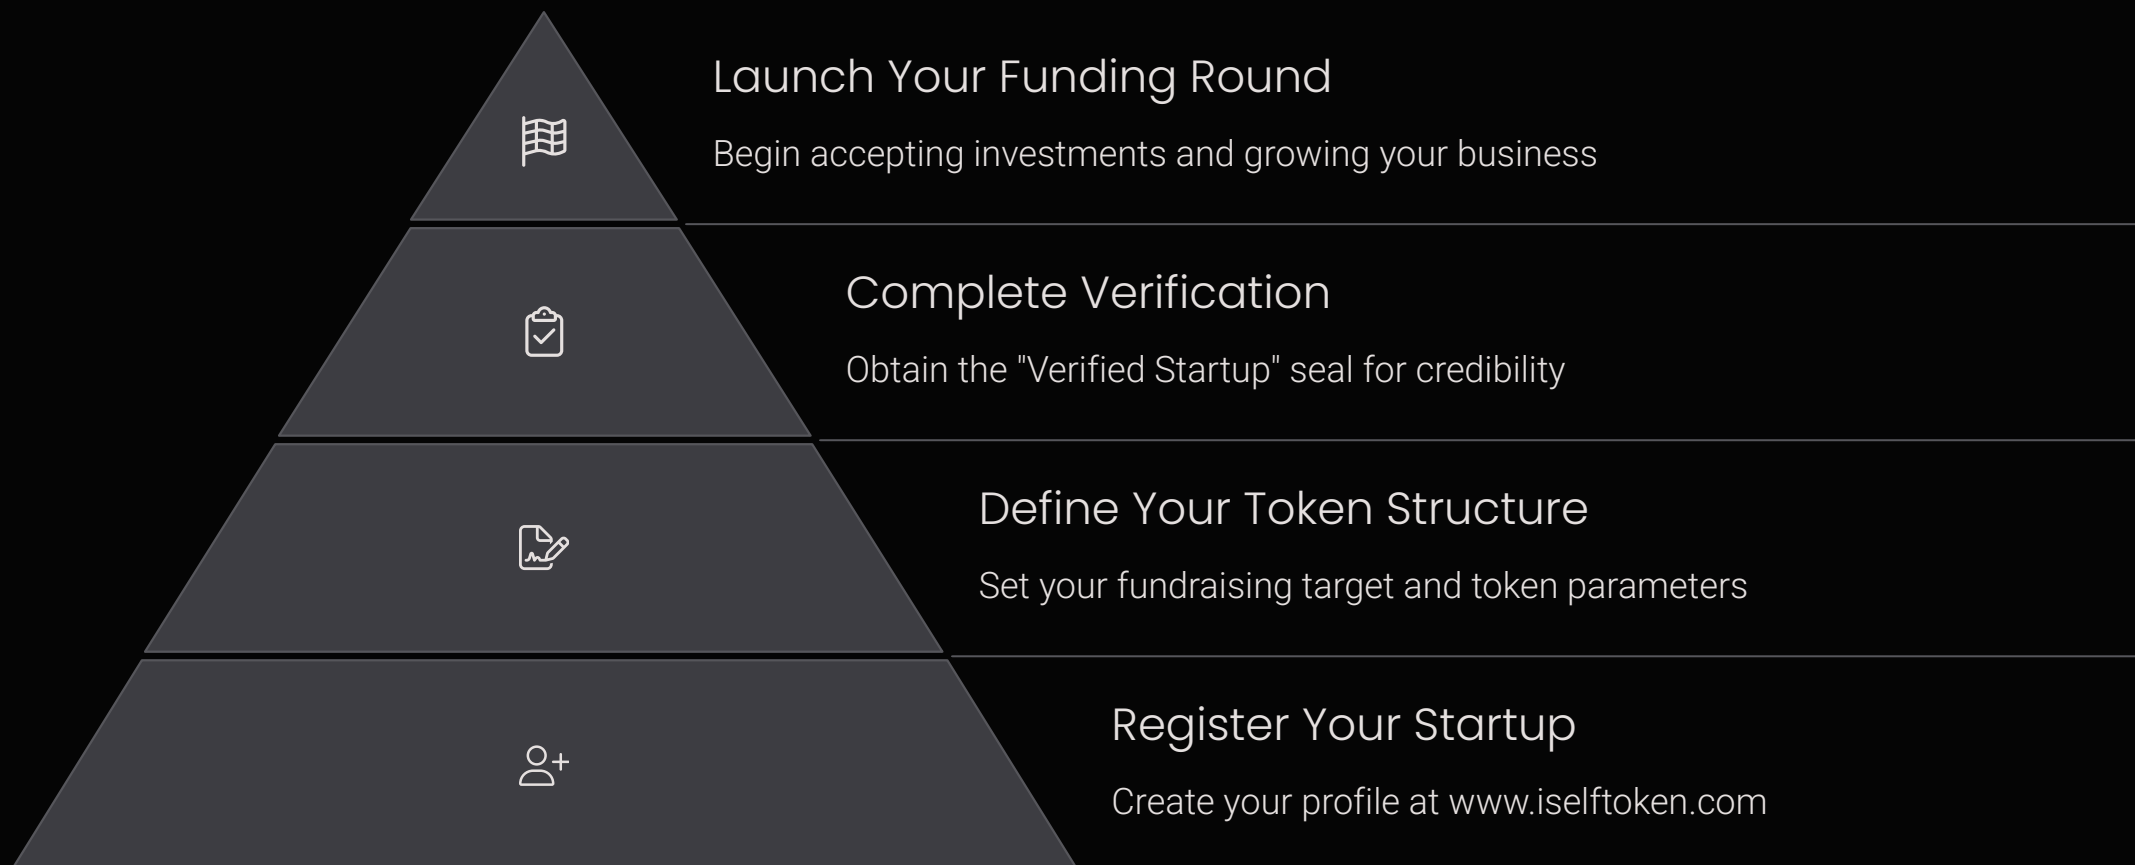 Launch Your Funding Round
Begin accepting investments and growing your business
Complete Verification
Obtain the "Verified Startup" seal for credibility
Define Your Token Structure
Set your fundraising target and token parameters
Register Your Startup
Create your profile at www.iselftoken.com